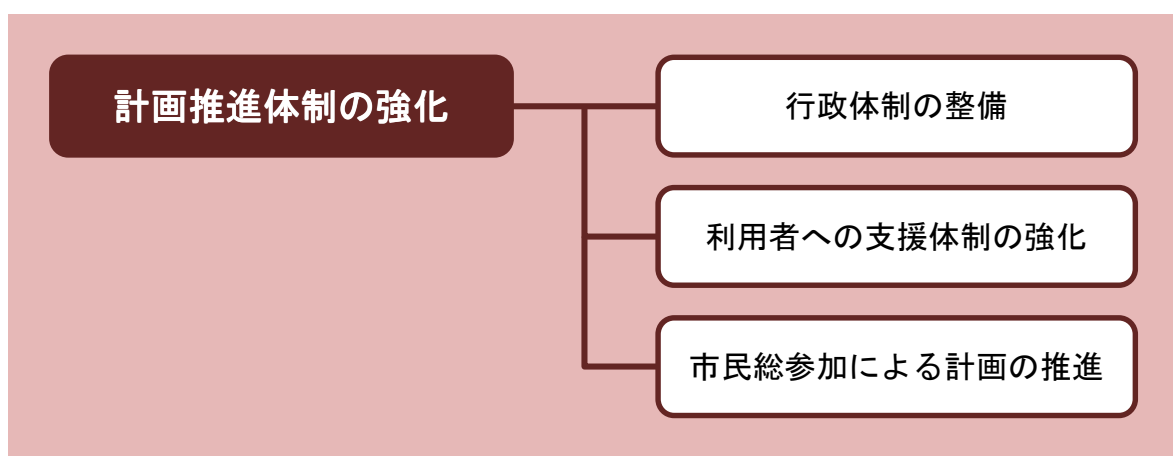 計画推進体制の強化
行政体制の整備
利用者への支援体制の強化
市民総参加による計画の推進